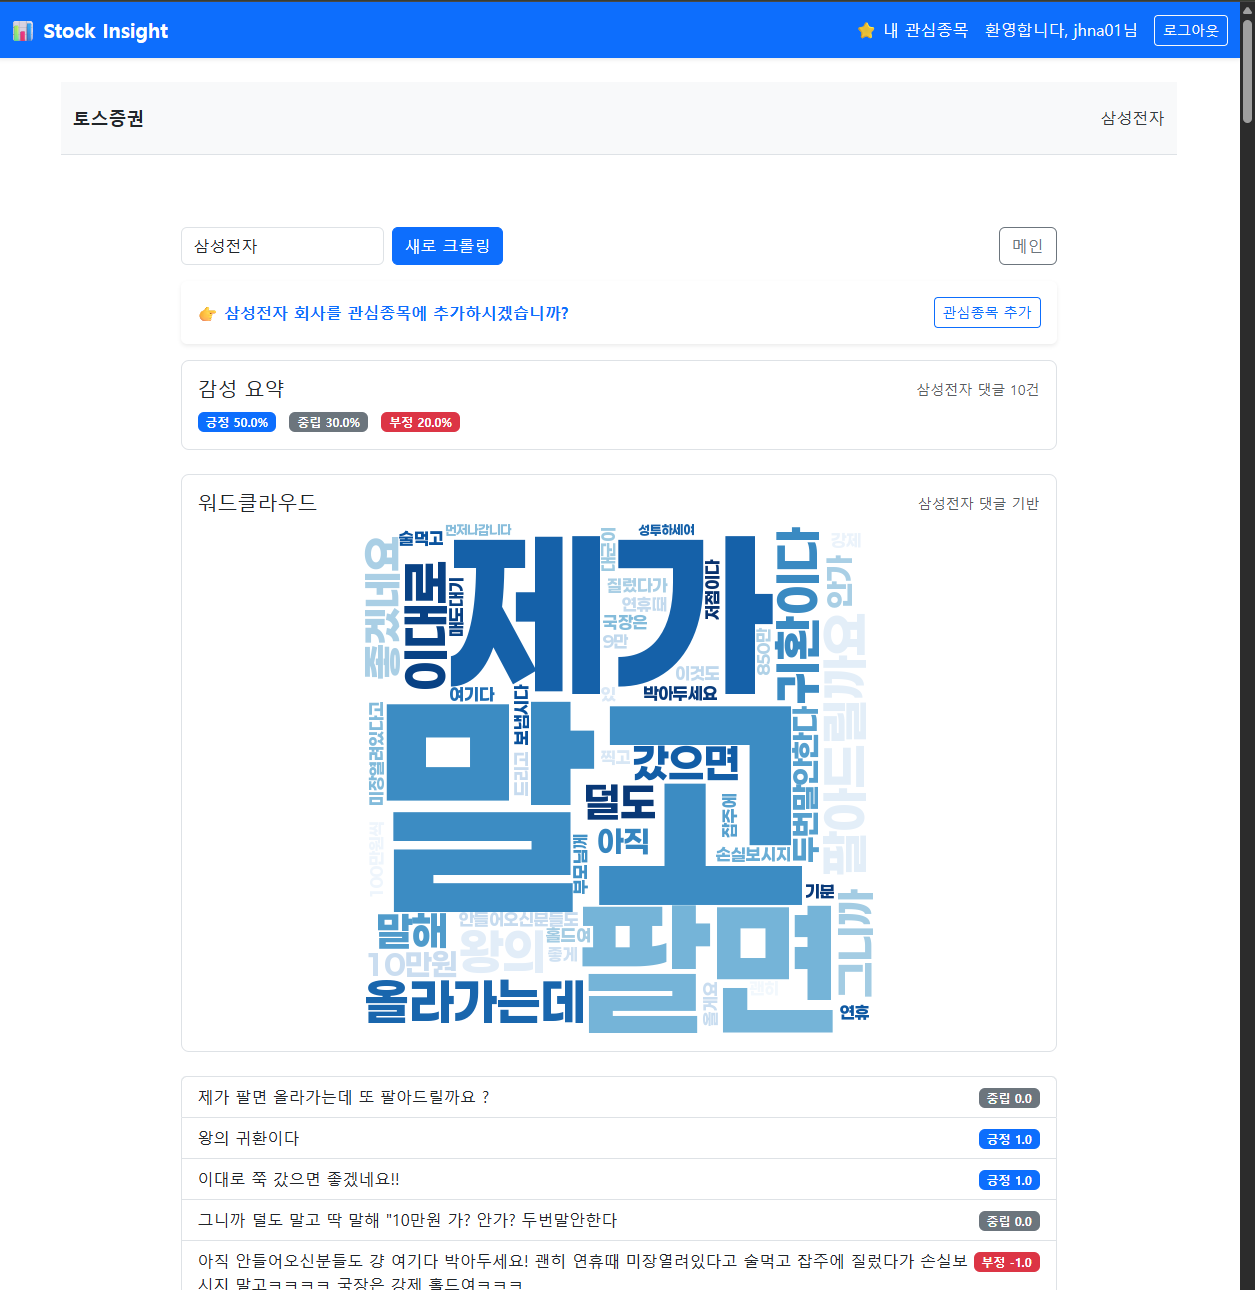 Stock Insight
내 관심종목 환영합니다, jhna01님 로그아웃
토스증권 삼성전자
삼성전자 새로 크롤링 메인
삼성전자 회사를 관심종목에 추가하시겠습니까? 관심종목 추가
감성 요약 삼성전자 댓글 10건
긍정 50.0% 중립 30.0% 부정 20.0%
워드클라우드 삼성전자 댓글 기반
먼저나갑니다
성투하세여
술먹고
강제
좋겠네요
이대로
봄도대기
제가
질렀다가
연휴때
국장은
9만
저점이다
850만
귀환이다
안가
팔아드릴까요
이것도
있
박아두세요
여기다
보냅시다
미장열려있다고
말고
드리고
찍고
갔으면
덜도
잡주에
두번말안한다
아직
손실보시지
100만원씩
부모님께
기분
말해
안들어오신분들도
홀드여
왕의
좋게
팔면
그니까
10만원
올라가는데
올게요
괜히
연휴
제가 팔면 올라가는데 또 팔아드릴까요 ? 중립 0.0
왕의 귀환이다 긍정 1.0
이대로 쭉 갔으면 좋겠네요!! 긍정 1.0
그니까 덜도 말고 딱 말해 "10만원 가? 안가? 두번말안한다 중립 0.0
아직 안들어오신분들도 걍 여기다 박아두세요! 괜히 연휴때 미장열려있다고 술먹고 잡주에 질렀다가 손실보 부정 -1.0
시지 말고ㅋㅋㅋㅋ 국장은 강제 홀드여ㅋㅋㅋ